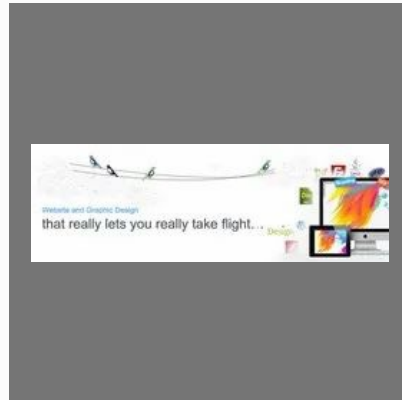 Website and Graphic Design
that really lets you really take flight...
Design